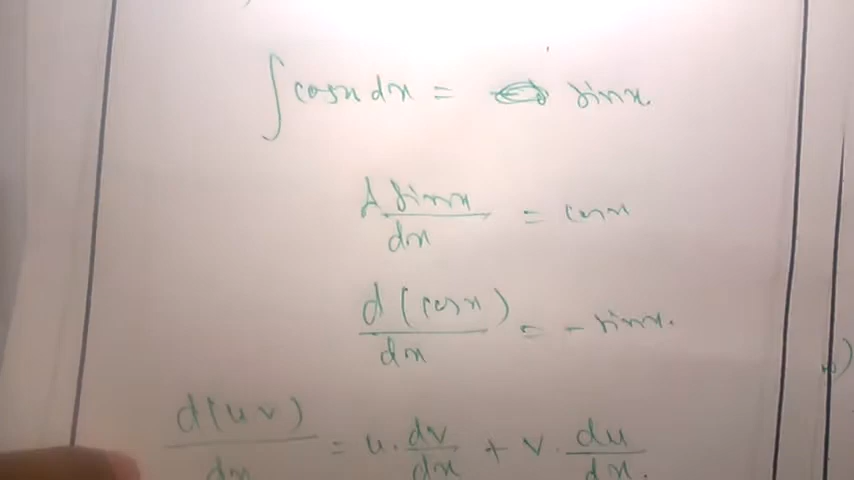 ∫ cosx dx = sinx.
d sinx / dx = cosx
d (cosx) / dx = - sinx.
d(uv) / dx = u. dv/dx + v. du/dx.